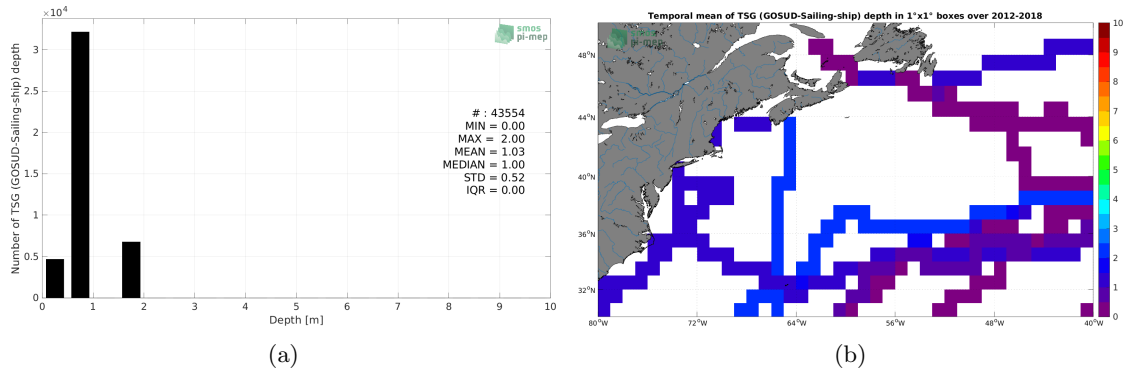 ×10⁴
smos
pi-mep
# : 43554
MIN = 0.00
MAX = 2.00
MEAN = 1.03
MEDIAN = 1.00
STD = 0.52
IQR = 0.00
Number of TSG (GOSUD-Sailing-ship) depth
3
2.5
2
1.5
1
0.5
0
0 1 2 3 4 5 6 7 8 9 10
Depth [m]
(a)
Temporal mean of TSG (GOSUD-Sailing-ship) depth in 1°x1° boxes over 2012-2018
smos
pi-mep
48°N
44°N
40°N
36°N
32°N
80°W 72°W 64°W 56°W 48°W 40°W
10
9
8
7
6
5
4
3
2
1
0
(b)